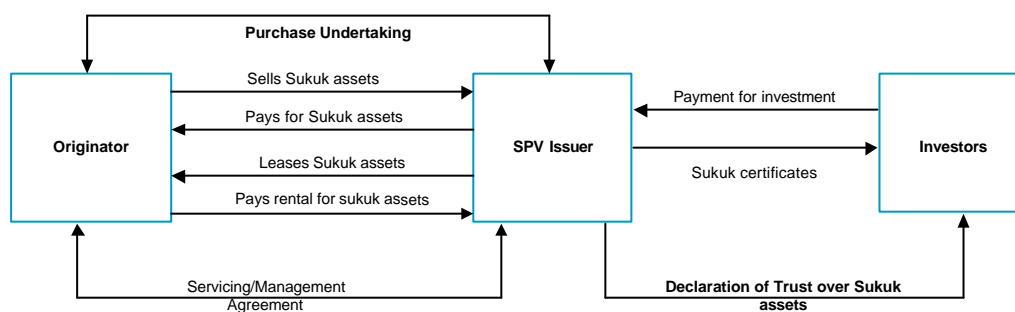 Purchase Undertaking
Sells Sukuk assets
Pays for Sukuk assets
Leases Sukuk assets
Pays rental for sukuk assets
Originator
SPV Issuer
Payment for investment
Sukuk certificates
Investors
Servicing/Management
Agreement
Declaration of Trust over Sukuk
assets